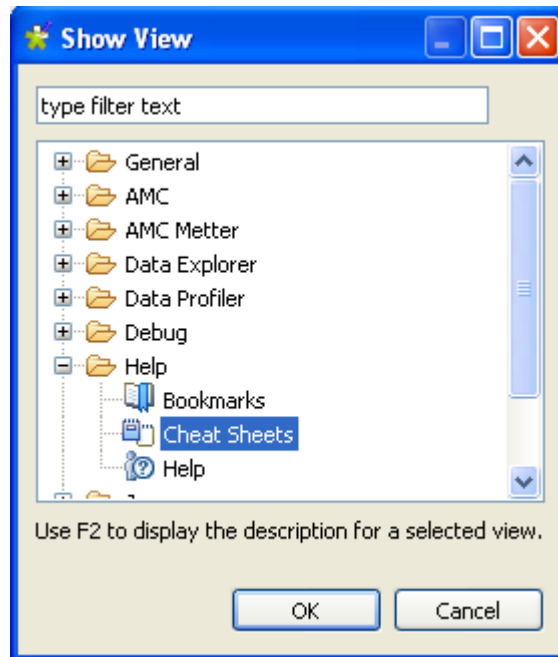 Show View
type filter text
General
AMC
AMC Metter
Data Explorer
Data Profiler
Debug
Help
Bookmarks
Cheat Sheets
Help
Use F2 to display the description for a selected view.
OK
Cancel